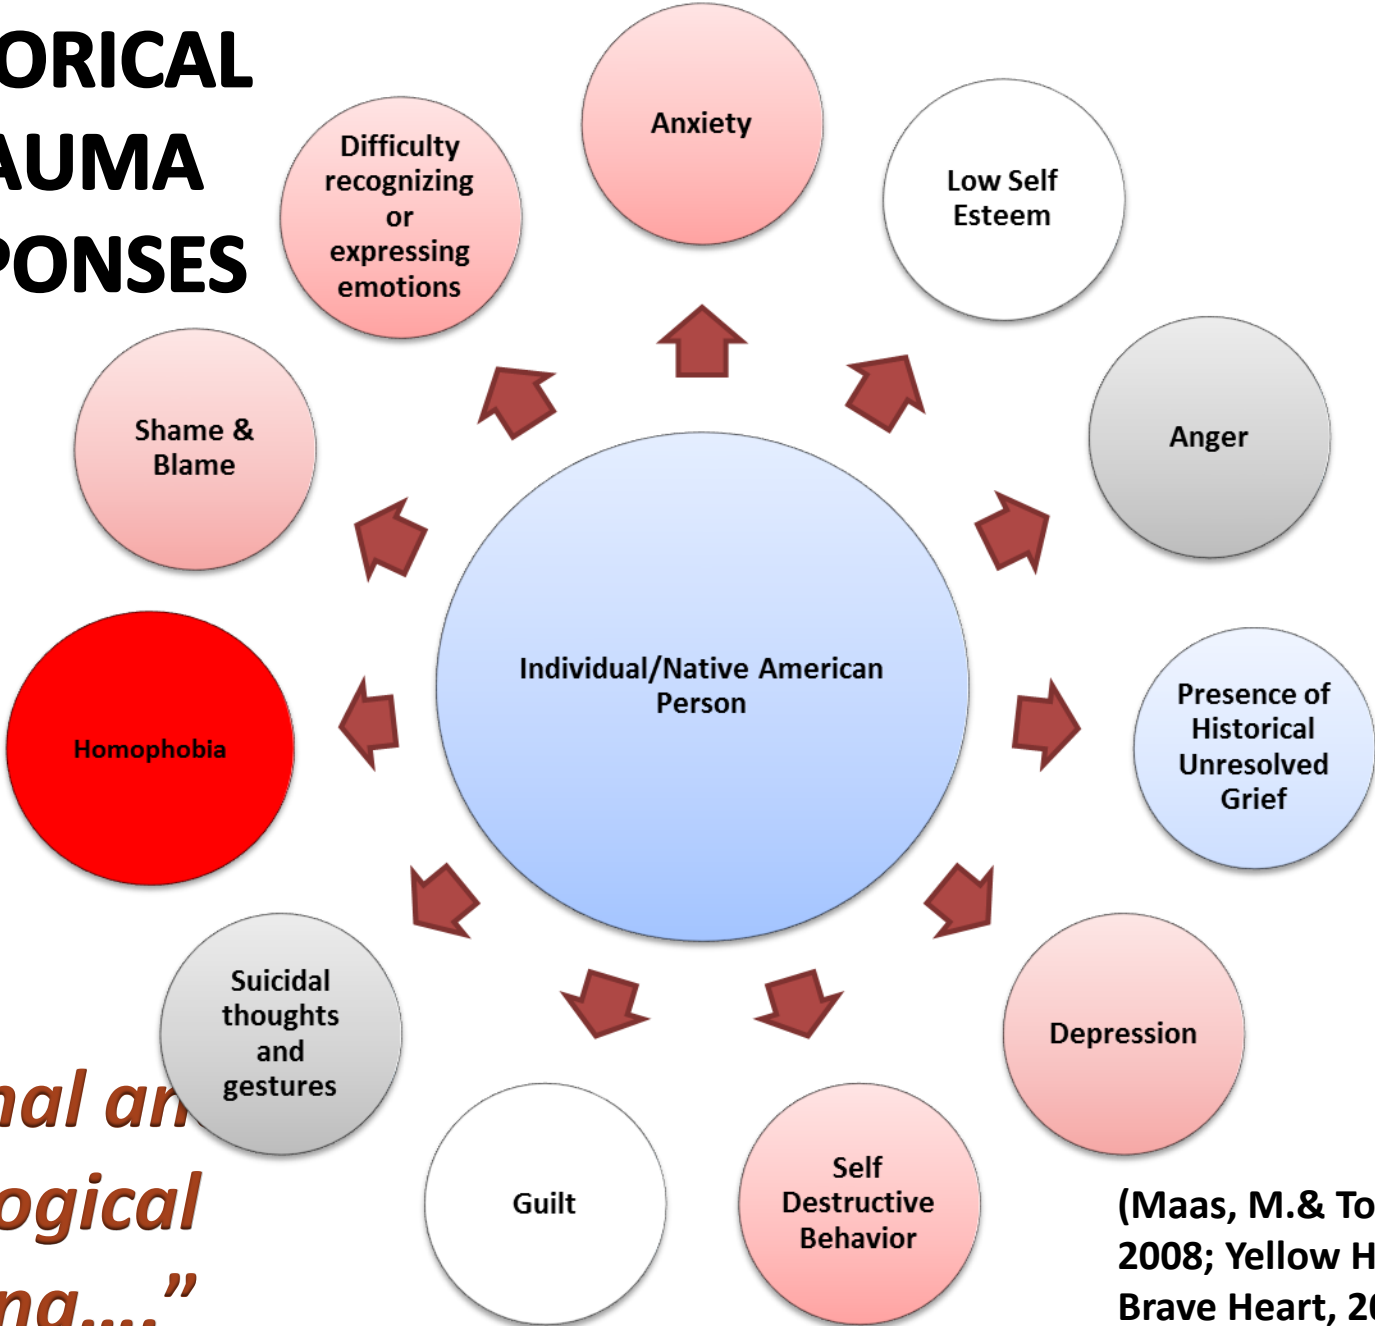 ORICAL
AUMA
PONSES
Anxiety
Difficulty
recognizing
or
expressing
emotions
Low Self
Esteem
Anger
Shame &
Blame
Individual/Native American
Person
Presence of
Historical
Unresolved
Grief
Homophobia
Suicidal
thoughts
and
gestures
Depression
nal an
ogical
ng...."
Guilt
Self
Destructive
Behavior
(Maas, M.& To
2008; Yellow H
Brave Heart, 20